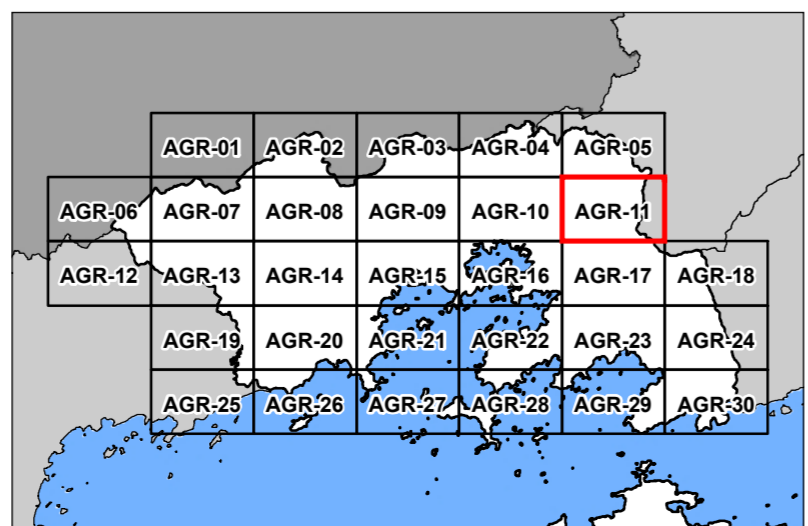 AGR-01 AGR-02 AGR-03 AGR-04 AGR-05
AGR-06 AGR-07 AGR-08 AGR-09 AGR-10 AGR-11
AGR-12 AGR-13 AGR-14 AGR-15 AGR-16 AGR-17 AGR-18
AGR-19 AGR-20 AGR-21 AGR-22 AGR-23 AGR-24
AGR-25 AGR-26 AGR-27 AGR-28 AGR-29 AGR-30